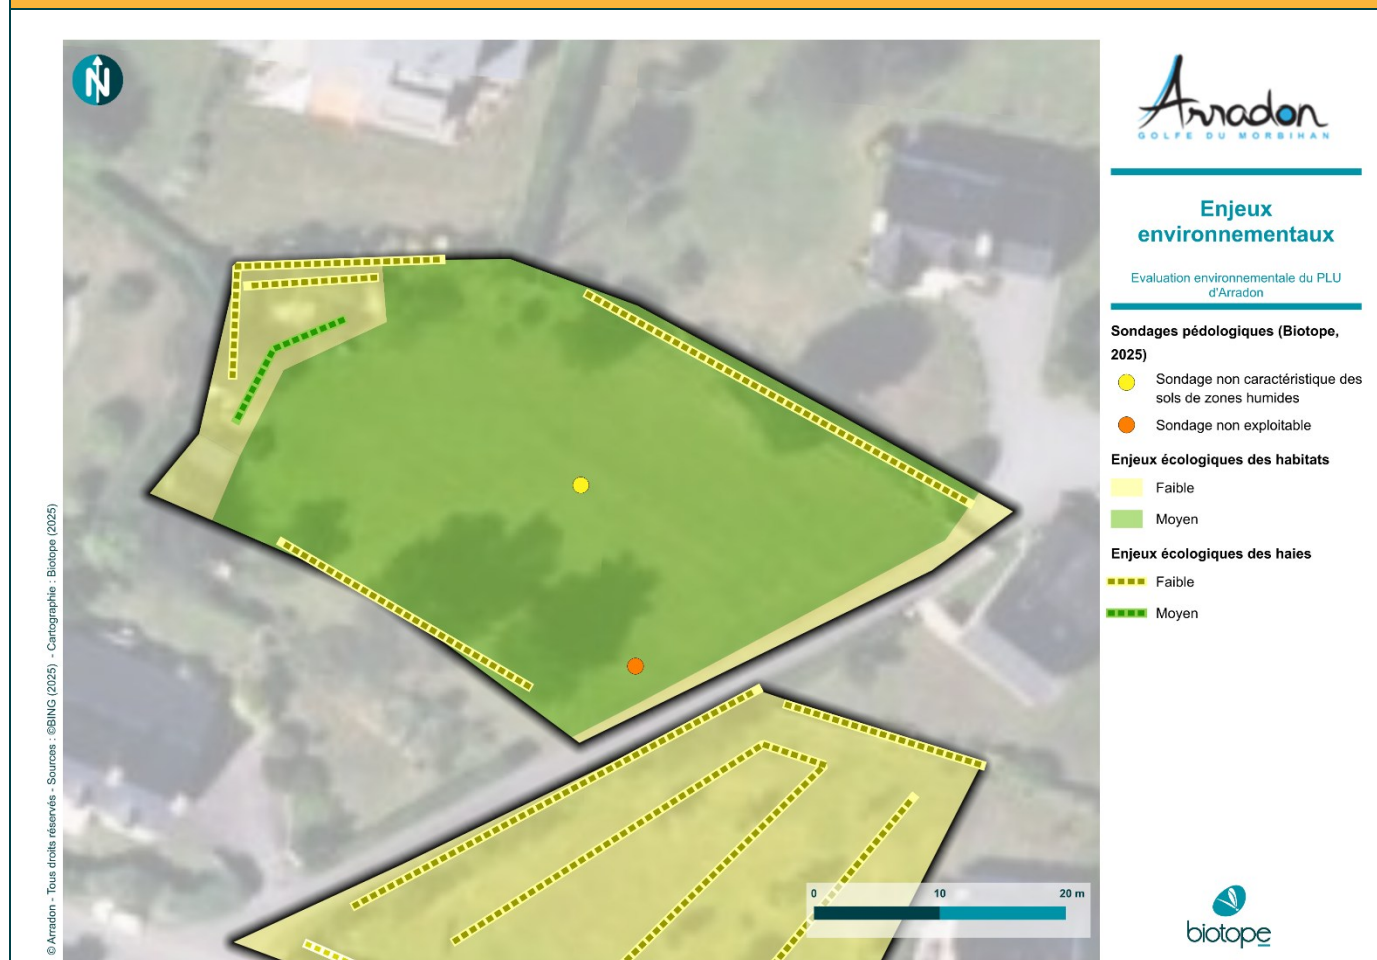 N
Arradon
GOLFE DU MORBIHAN
Enjeux
environnementaux
Evaluation environnementale du PLU
d'Arradon
Sondages pédologiques (Biotope,
2025)
Sondage non caractéristique des
sols de zones humides
Sondage non exploitable
Enjeux écologiques des habitats
Faible
Moyen
Enjeux écologiques des haies
Faible
Moyen
0 10 20 m
biotope
© Arradon - Tous droits réservés - Sources : ©BING (2025) - Cartographie : Biotope (2025)